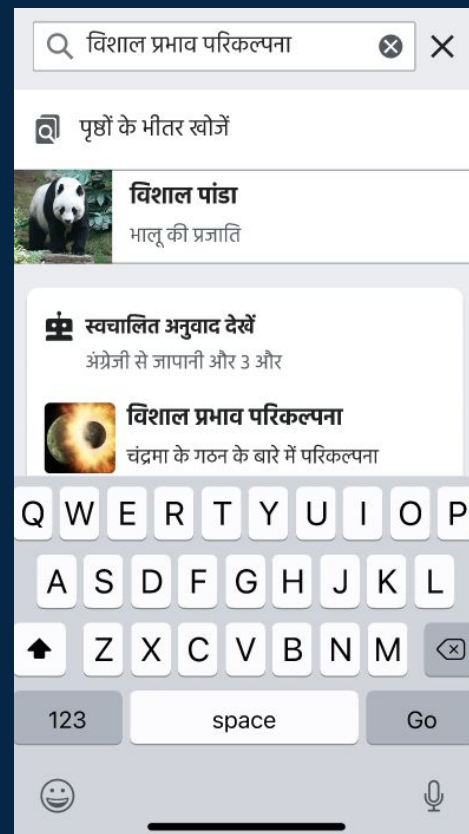 विशाल प्रभाव परिकल्पना
पृष्ठों के भीतर खोजें
विशाल पांडा
भालू की प्रजाति
स्वचालित अनुवाद देखें
अंग्रेजी से जापानी और 3 और
विशाल प्रभाव परिकल्पना
चंद्रमा के गठन के बारे में परिकल्पना
Q W E R T Y U I O P
A S D F G H J K L
Z X C V B N M
123 space Go